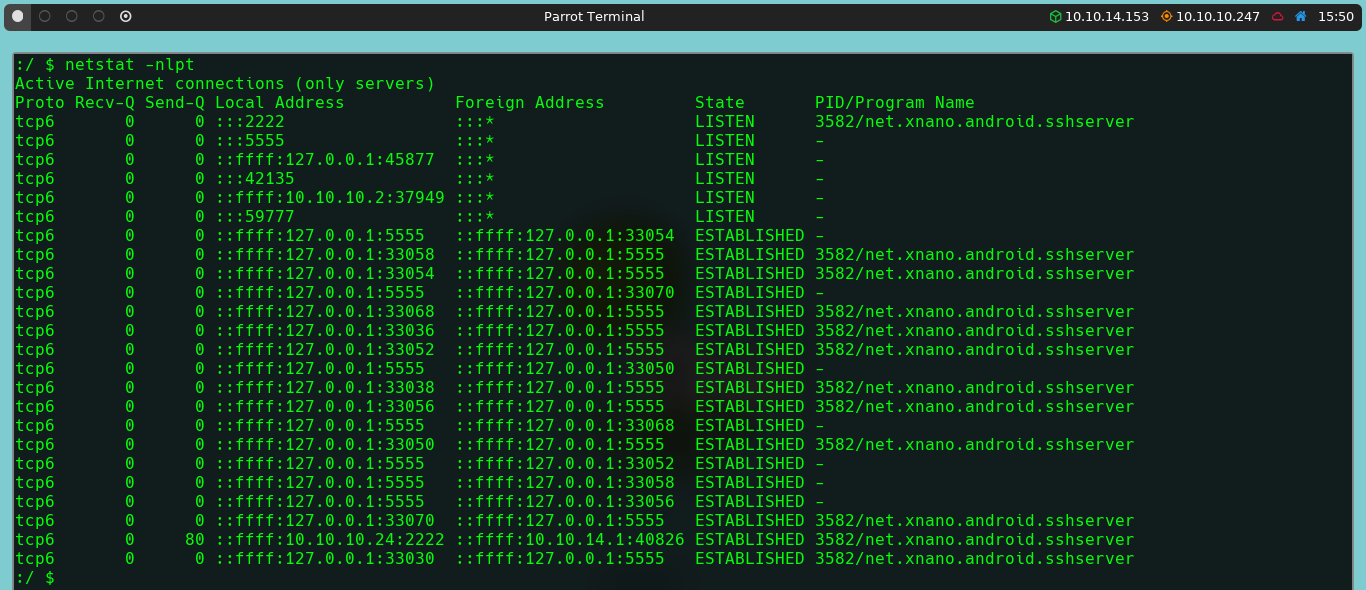 Parrot Terminal 10.10.14.153 10.10.10.247 15:50
:/ $ netstat -nlpt
Active Internet connections (only servers)
Proto Recv-Q Send-Q Local Address           Foreign Address         State       PID/Program Name
tcp6       0      0 :::2222                 :::*                    LISTEN      3582/net.xnano.android.sshserver
tcp6       0      0 :::5555                 :::*                    LISTEN      -
tcp6       0      0 ::ffff:127.0.0.1:45877  :::*                    LISTEN      -
tcp6       0      0 :::42135                :::*                    LISTEN      -
tcp6       0      0 ::ffff:10.10.10.2:37949 :::*                    LISTEN      -
tcp6       0      0 :::59777                :::*                    LISTEN      -
tcp6       0      0 ::ffff:127.0.0.1:5555   ::ffff:127.0.0.1:33054  ESTABLISHED -
tcp6       0      0 ::ffff:127.0.0.1:33058  ::ffff:127.0.0.1:5555   ESTABLISHED 3582/net.xnano.android.sshserver
tcp6       0      0 ::ffff:127.0.0.1:33054  ::ffff:127.0.0.1:5555   ESTABLISHED 3582/net.xnano.android.sshserver
tcp6       0      0 ::ffff:127.0.0.1:5555   ::ffff:127.0.0.1:33070  ESTABLISHED -
tcp6       0      0 ::ffff:127.0.0.1:33068  ::ffff:127.0.0.1:5555   ESTABLISHED 3582/net.xnano.android.sshserver
tcp6       0      0 ::ffff:127.0.0.1:33036  ::ffff:127.0.0.1:5555   ESTABLISHED 3582/net.xnano.android.sshserver
tcp6       0      0 ::ffff:127.0.0.1:33052  ::ffff:127.0.0.1:5555   ESTABLISHED 3582/net.xnano.android.sshserver
tcp6       0      0 ::ffff:127.0.0.1:5555   ::ffff:127.0.0.1:33050  ESTABLISHED -
tcp6       0      0 ::ffff:127.0.0.1:33038  ::ffff:127.0.0.1:5555   ESTABLISHED 3582/net.xnano.android.sshserver
tcp6       0      0 ::ffff:127.0.0.1:33056  ::ffff:127.0.0.1:5555   ESTABLISHED 3582/net.xnano.android.sshserver
tcp6       0      0 ::ffff:127.0.0.1:5555   ::ffff:127.0.0.1:33068  ESTABLISHED -
tcp6       0      0 ::ffff:127.0.0.1:33050  ::ffff:127.0.0.1:5555   ESTABLISHED 3582/net.xnano.android.sshserver
tcp6       0      0 ::ffff:127.0.0.1:5555   ::ffff:127.0.0.1:33052  ESTABLISHED -
tcp6       0      0 ::ffff:127.0.0.1:5555   ::ffff:127.0.0.1:33058  ESTABLISHED -
tcp6       0      0 ::ffff:127.0.0.1:5555   ::ffff:127.0.0.1:33056  ESTABLISHED -
tcp6       0      0 ::ffff:127.0.0.1:33070  ::ffff:127.0.0.1:5555   ESTABLISHED 3582/net.xnano.android.sshserver
tcp6       0     80 ::ffff:10.10.10.24:2222 ::ffff:10.10.14.1:40826 ESTABLISHED 3582/net.xnano.android.sshserver
tcp6       0      0 ::ffff:127.0.0.1:33030  ::ffff:127.0.0.1:5555   ESTABLISHED 3582/net.xnano.android.sshserver
:/ $